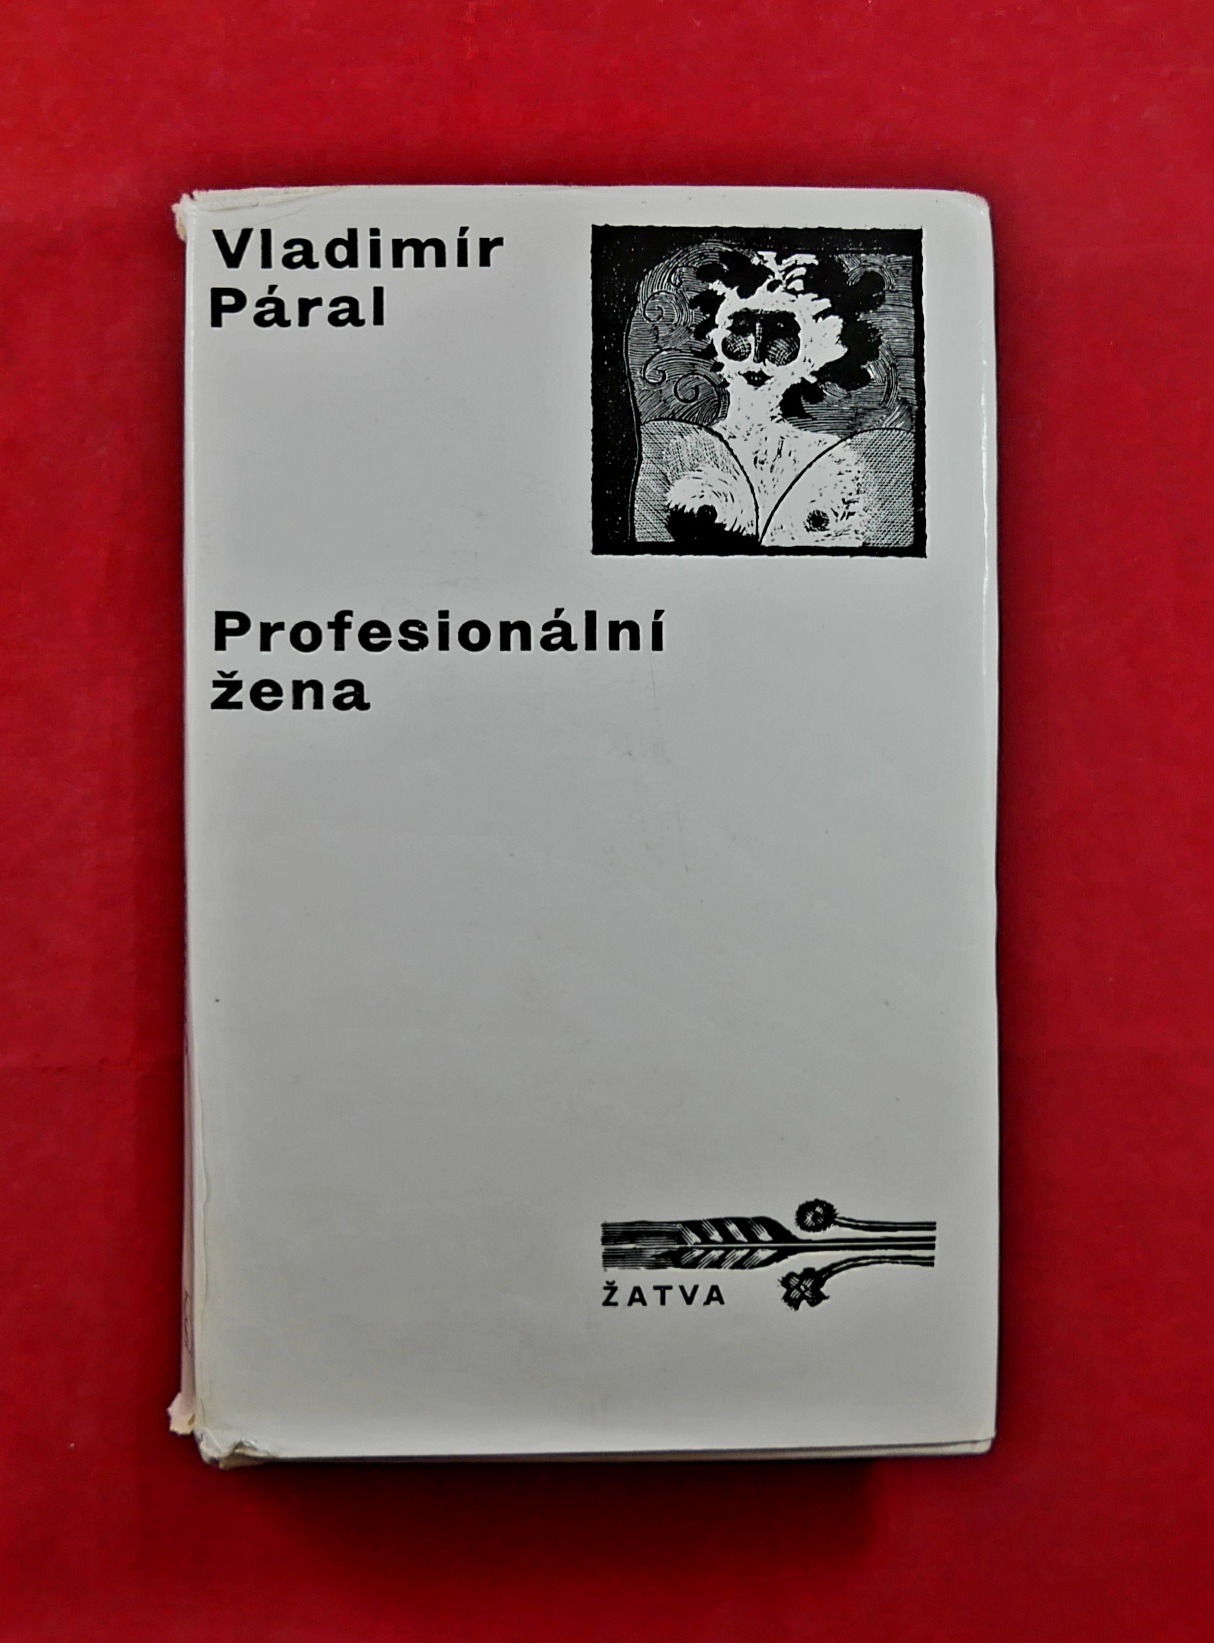 Vladimír
Páral
Profesionální
žena
ŽATVA